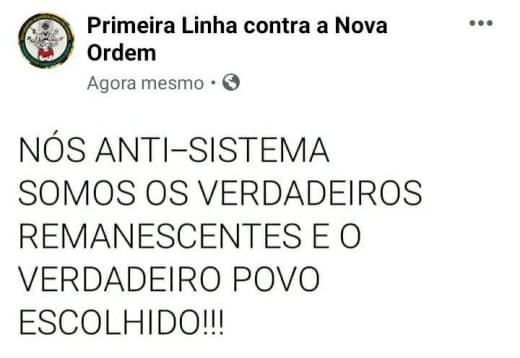 Primeira Linha contra a Nova
Ordem
Agora mesmo
NÓS ANTI-SISTEMA
SOMOS OS VERDADEIROS
REMANESCENTES E O
VERDADEIRO POVO
ESCOLHIDO!!!